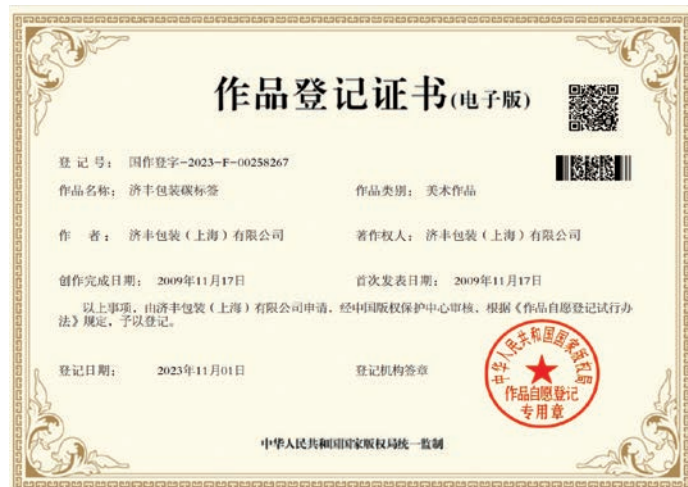 作品登记证书(电子版)
登 记 号： 国作登字-2023-F-00258267
作品名称： 济丰包装碳标签 作品类别： 美术作品
作 者： 济丰包装（上海）有限公司 著作权人： 济丰包装（上海）有限公司
创作完成日期： 2009年11月17日 首次发表日期： 2009年11月17日
以上事项，由济丰包装（上海）有限公司申请，经中国版权保护中心审核，根据《作品自愿登记试行办
法》规定，予以登记。
登记日期： 2023年11月01日 登记机构签章
中华人民共和国国家版权局
作品自愿登记
专用章
中华人民共和国国家版权局统一监制